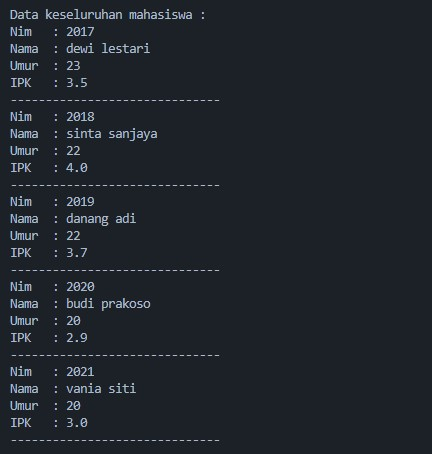 Data keseluruhan mahasiswa :
Nim   : 2017
Nama  : dewi lestari
Umur  : 23
IPK   : 3.5
------------------------------
Nim   : 2018
Nama  : sinta sanjaya
Umur  : 22
IPK   : 4.0
------------------------------
Nim   : 2019
Nama  : danang adi
Umur  : 22
IPK   : 3.7
------------------------------
Nim   : 2020
Nama  : budi prakoso
Umur  : 20
IPK   : 2.9
------------------------------
Nim   : 2021
Nama  : vania siti
Umur  : 20
IPK   : 3.0
------------------------------